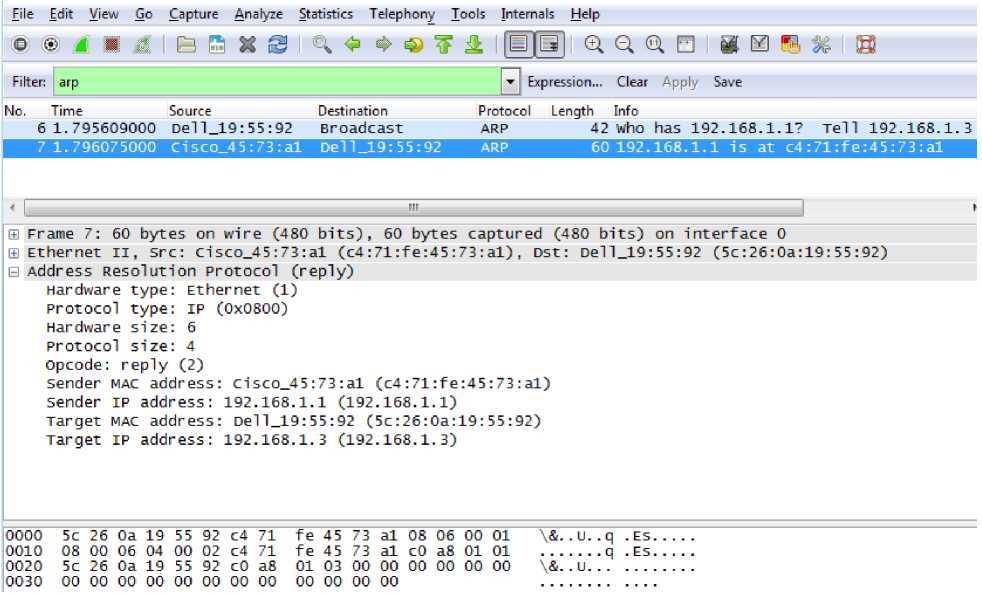 File Edit View Go Capture Analyze Statistics Telephony Tools Internals Help
Filter: arp Expression... Clear Apply Save
No. Time Source Destination Protocol Length Info
6 1.795609000 Dell_19:55:92 Broadcast ARP 42 who has 192.168.1.1? Tell 192.168.1.3
7 1.796075000 Cisco_45:73:a1 Dell_19:55:92 ARP 60 192.168.1.1 is at c4:71:fe:45:73:a1
Frame 7: 60 bytes on wire (480 bits), 60 bytes captured (480 bits) on interface 0
Ethernet II, Src: Cisco_45:73:a1 (c4:71:fe:45:73:a1), Dst: Dell_19:55:92 (5c:26:0a:19:55:92)
Address Resolution Protocol (reply)
Hardware type: Ethernet (1)
Protocol type: IP (0x0800)
Hardware size: 6
Protocol size: 4
Opcode: reply (2)
Sender MAC address: Cisco_45:73:a1 (c4:71:fe:45:73:a1)
Sender IP address: 192.168.1.1 (192.168.1.1)
Target MAC address: Dell_19:55:92 (5c:26:0a:19:55:92)
Target IP address: 192.168.1.3 (192.168.1.3)
0000 5c 26 0a 19 55 92 c4 71 fe 45 73 a1 08 06 00 01 \&..U..q .Es.....
0010 08 00 06 04 00 02 c4 71 fe 45 73 a1 c0 a8 01 01 .......q .Es.....
0020 5c 26 0a 19 55 92 c0 a8 01 03 00 00 00 00 00 00 \&..U... ........
0030 00 00 00 00 00 00 00 00 00 00 00 00 ........ ....